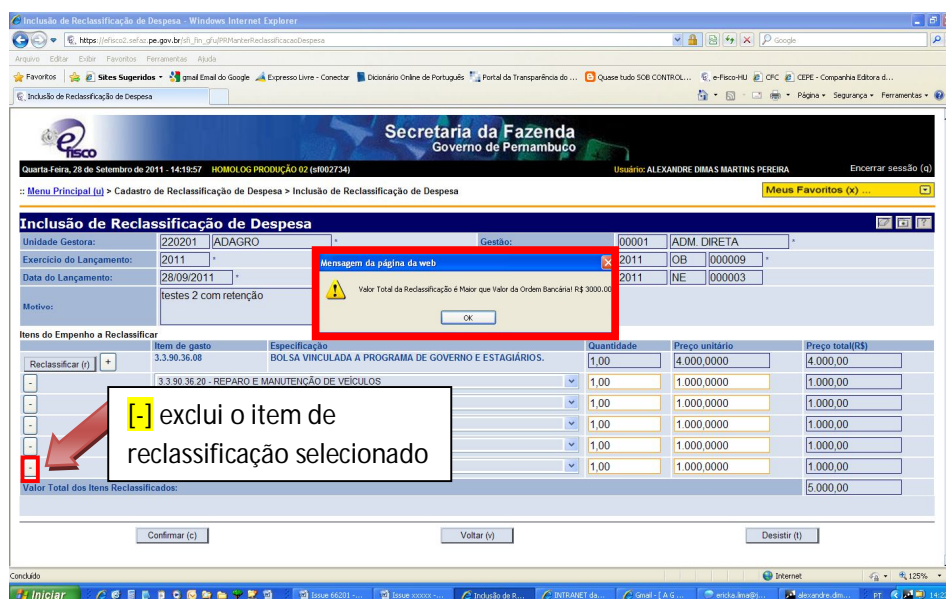 Inclusão de Reclassificação de Despesa - Windows Internet Explorer
https://efisco2.sefaz.pe.gov.br/sfi_fin_gfu/PRManterReclassificacaoDespesa
Google
Arquivo Editar Exibir Favoritos Ferramentas Ajuda
Favoritos Sites Sugeridos gmail Email do Google Expresso Livre - Conectar Dicionário Online de Português Portal da Transparência do ... Quase tudo SOB CONTROL... e-Fisco-HU CFC CEPE - Companhia Editora d...
Inclusão de Reclassificação de Despesa
Página Segurança Ferramentas
e fisco
Secretaria da Fazenda
Governo de Pernambuco
Quarta-Feira, 28 de Setembro de 2011 - 14:19:57 HOMOLOG PRODUÇÃO 02 (sf002734) Usuário: ALEXANDRE DIMAS MARTINS PEREIRA Encerrar sessão (q)
:: Menu Principal (u) > Cadastro de Reclassificação de Despesa > Inclusão de Reclassificação de Despesa Meus Favoritos (x) ...
Inclusão de Reclassificação de Despesa
Unidade Gestora: 220201 ADAGRO * Gestão: 00001 ADM. DIRETA *
Exercício do Lançamento: 2011 * 2011 OB 000009 *
Data do Lançamento: 28/09/2011 * 2011 NE 000003
Motivo: testes 2 com retenção
Mensagem da página da web
Valor Total da Reclassificação é Maior que Valor da Ordem Bancária! R$ 3000.00
OK
Itens do Empenho a Reclassificar
Item de gasto Especificação Quantidade Preço unitário Preço total(R$)
Reclassificar (r) + 3.3.90.36.08 BOLSA VINCULADA A PROGRAMA DE GOVERNO E ESTAGIÁRIOS. 1,00 4.000,0000 4.000,00
- 3.3.90.36.20 - REPARO E MANUTENÇÃO DE VEÍCULOS 1,00 1.000,0000 1.000,00
- 1,00 1.000,0000 1.000,00
- 1,00 1.000,0000 1.000,00
- 1,00 1.000,0000 1.000,00
- 1,00 1.000,0000 1.000,00
[-] exclui o item de
reclassificação selecionado
Valor Total dos Itens Reclassificados: 5.000,00
Confirmar (c) Voltar (v) Desistir (t)
Concluído Internet 125%
Iniciar Issue 66201 -... Issue xxxxx -... Inclusão de R... INTRANET da... Gmail - [ A G ... ericka.lima@j... alexandre.dim... PT